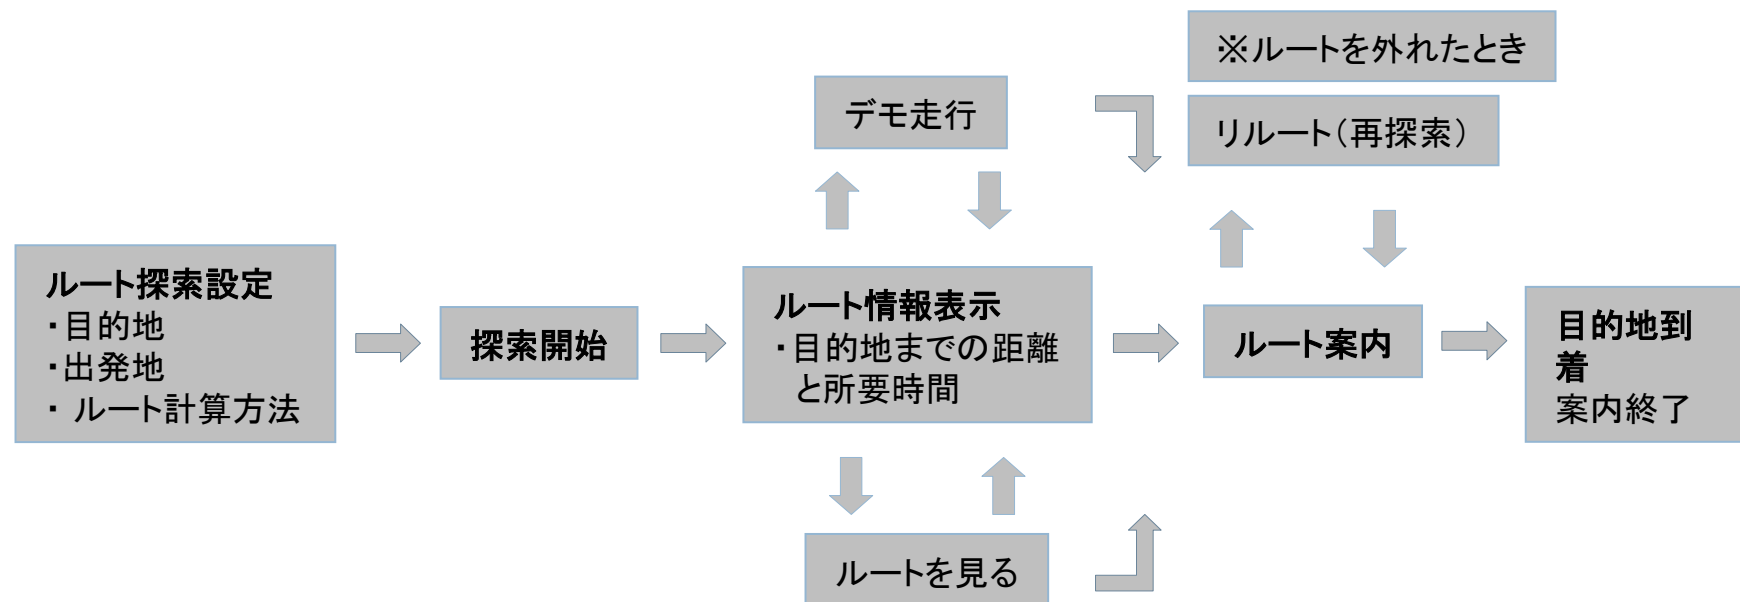 ※ルートを外れたとき
デモ走行
リルート（再探索）
ルート探索設定
・目的地
・出発地
・ ルート計算方法
探索開始
ルート情報表示
・目的地までの距離
と所要時間
ルート案内
目的地到
着
案内終了
ルートを見る